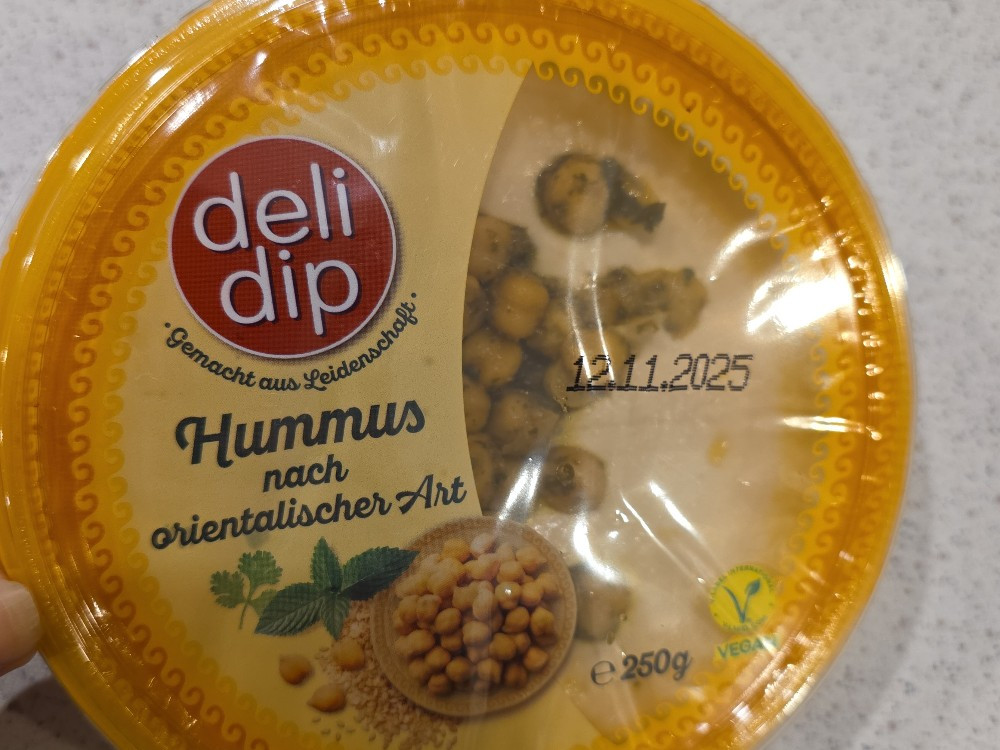 deli
dip
· Gemacht aus Leidenschaft ·
Hummus
nach
orientalischer Art
12.11.2025
VEGAN
℮ 250g